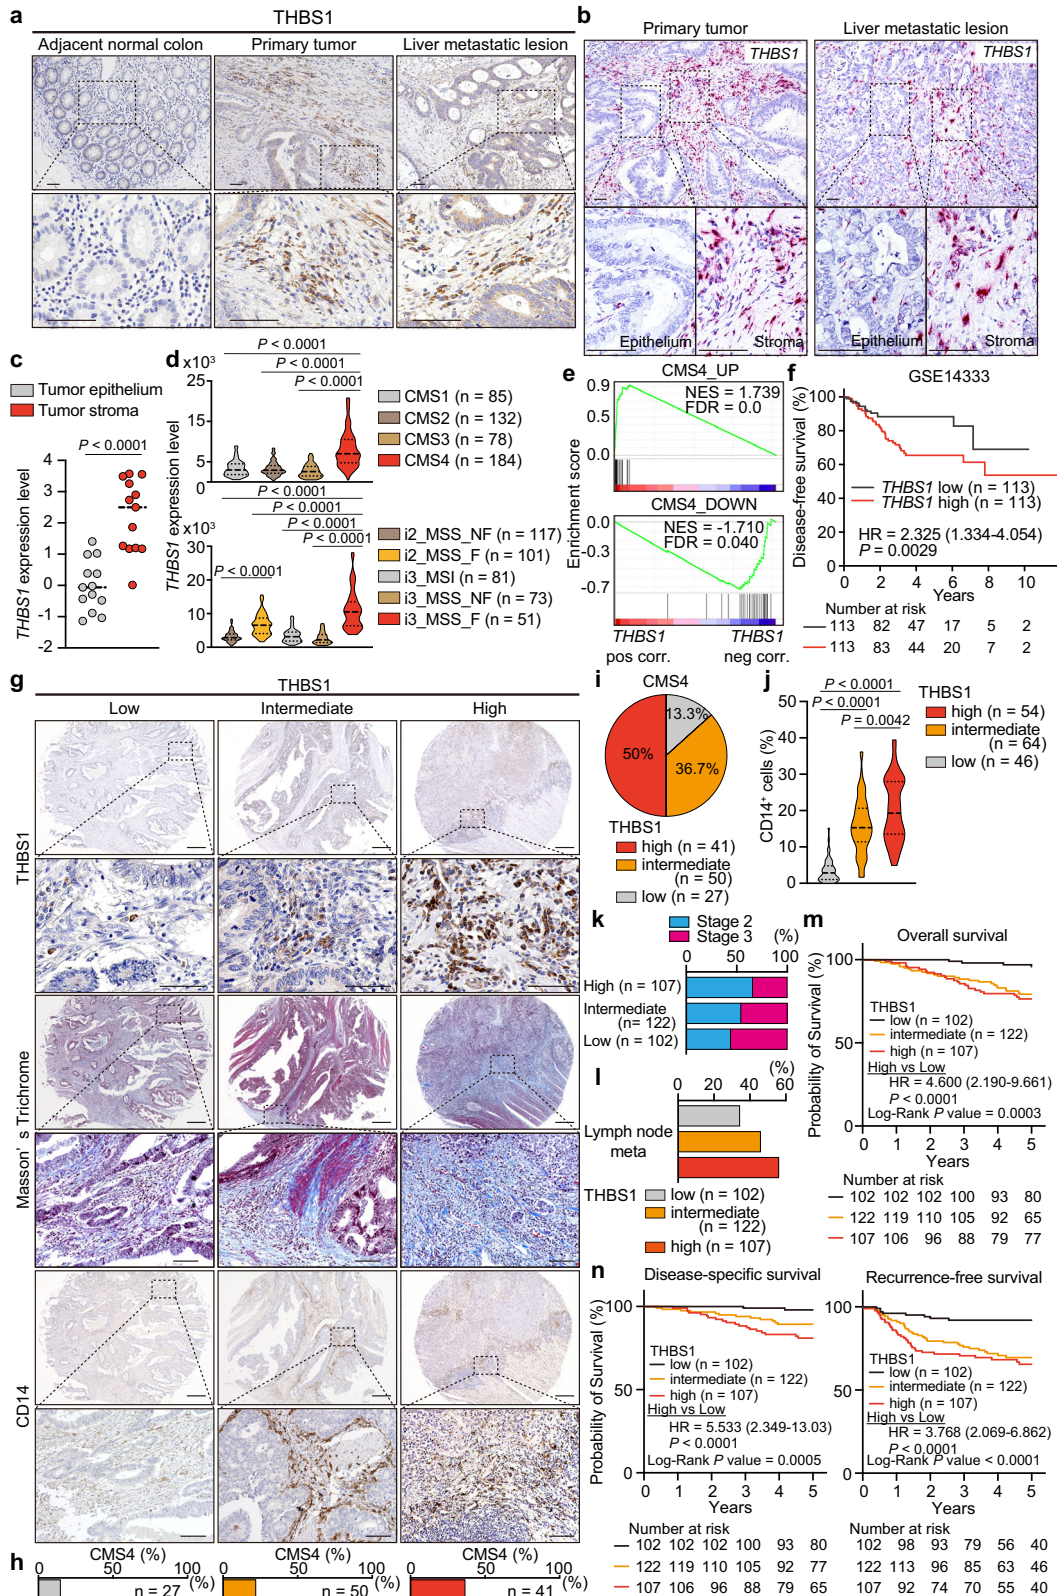 a
THBS1
Adjacent normal colon
Primary tumor
Liver metastatic lesion
b
Primary tumor
Liver metastatic lesion
THBS1
THBS1
Epithelium
Stroma
Epithelium
Stroma
c
Tumor epithelium
Tumor stroma
P < 0.0001
THBS1 expression level
4
3
2
1
0
-1
-2
d
x10³
P < 0.0001
P < 0.0001
P < 0.0001
25
15
5
0
THBS1 expression level
CMS1 (n = 85)
CMS2 (n = 132)
CMS3 (n = 78)
CMS4 (n = 184)
x10³
P < 0.0001
P < 0.0001
P < 0.0001
P < 0.0001
P < 0.0001
30
20
10
0
i2_MSS_NF (n = 117)
i2_MSS_F (n = 101)
i3_MSI (n = 81)
i3_MSS_NF (n = 73)
i3_MSS_F (n = 51)
e
CMS4_UP
0.9
0.5
0.0
NES = 1.739
FDR = 0.0
Enrichment score
CMS4_DOWN
0.0
-0.3
-0.7
NES = -1.710
FDR = 0.040
THBS1 pos corr.
THBS1 neg corr.
f
GSE14333
Disease-free survival (%)
100
80
60
40
20
0
THBS1 low (n = 113)
THBS1 high (n = 113)
HR = 2.325 (1.334-4.054)
P = 0.0029
0 2 4 6 8 10
Years
Number at risk
113 82 47 17 5 2
113 83 44 20 7 2
g
THBS1
Low
Intermediate
High
THBS1
Masson's Trichrome
CD14
h
CMS4 (%)
0 50 100
(%)
n = 27
CMS4 (%)
0 50 100
(%)
n = 50
CMS4 (%)
0 50 100
(%)
n = 41
i
CMS4
13.3%
36.7%
50%
THBS1
high (n = 41)
intermediate
(n = 50)
low (n = 27)
j
P < 0.0001
P < 0.0001
P = 0.0042
CD14⁺ cells (%)
50
40
30
20
10
0
THBS1
high (n = 54)
intermediate
(n = 64)
low (n = 46)
k
Stage 2
Stage 3
(%)
0 50 100
High (n = 107)
Intermediate
(n= 122)
Low (n = 102)
l
(%)
0 20 40 60
Lymph node
meta
THBS1
low (n = 102)
intermediate
(n = 122)
high (n = 107)
m
Overall survival
Probability of Survival (%)
100
50
0
THBS1
low (n = 102)
intermediate (n = 122)
high (n = 107)
High vs Low
HR = 4.600 (2.190-9.661)
P < 0.0001
Log-Rank P value = 0.0003
0 1 2 3 4 5
Years
Number at risk
102 102 102 100 93 80
122 119 110 105 92 65
107 106 96 88 79 77
n
Disease-specific survival
Probability of Survival (%)
100
50
0
THBS1
low (n = 102)
intermediate (n = 122)
high (n = 107)
High vs Low
HR = 5.533 (2.349-13.03)
P < 0.0001
Log-Rank P value = 0.0005
0 1 2 3 4 5
Years
Number at risk
102 102 102 100 93 80
122 119 110 105 92 77
107 106 96 88 79 65
Recurrence-free survival
100
50
0
THBS1
low (n = 102)
intermediate (n = 122)
high (n = 107)
High vs Low
HR = 3.768 (2.069-6.862)
P < 0.0001
Log-Rank P value < 0.0001
0 1 2 3 4 5
Years
Number at risk
102 98 93 79 56 40
122 113 96 85 63 46
107 92 74 70 55 40